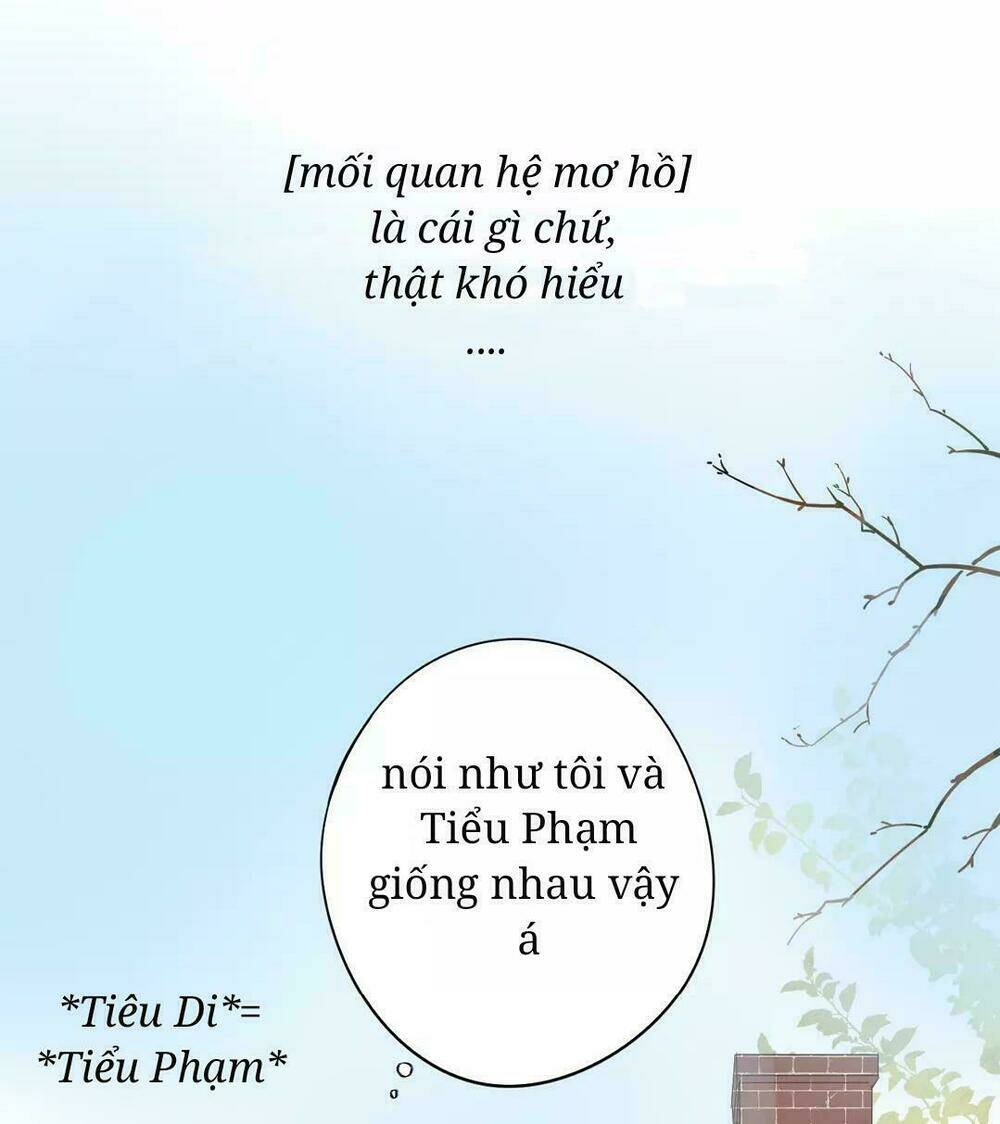 [mối quan hệ mơ hồ]
là cái gì chứ,
thật khó hiểu
....
nói như tôi và
Tiểu Phạm
giống nhau vậy
á
*Tiêu Di*=
*Tiểu Phạm*